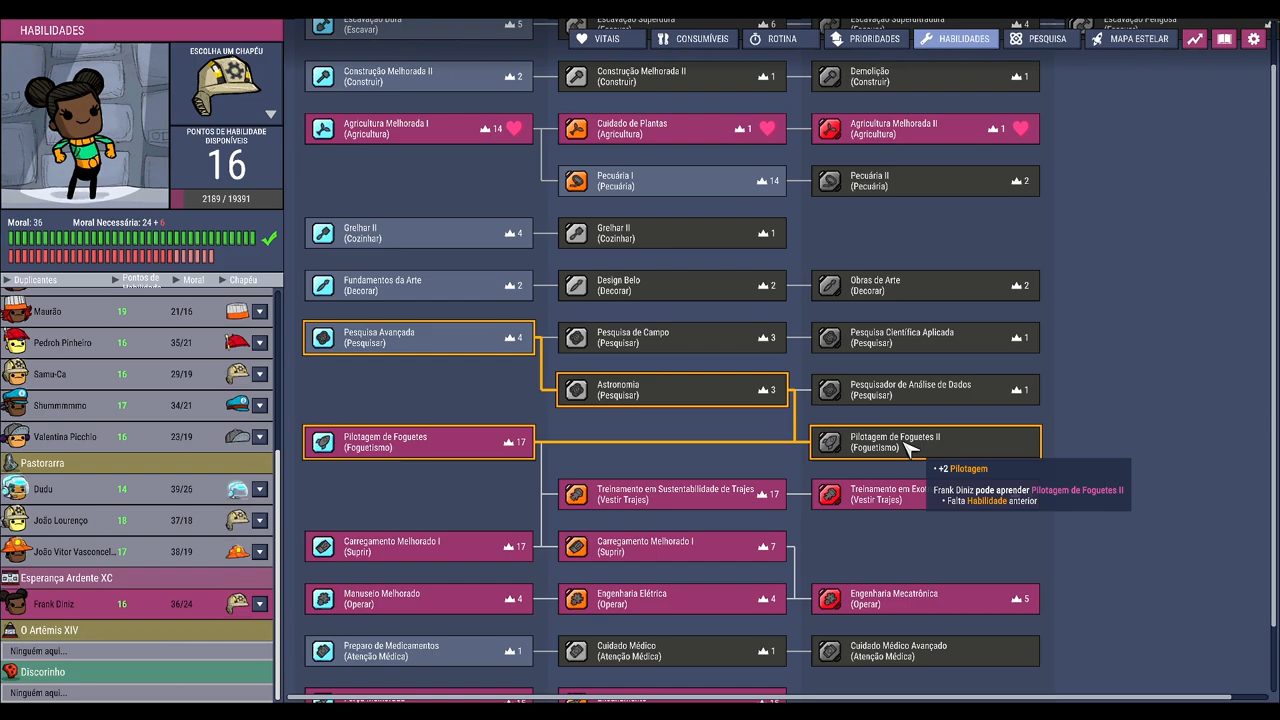 HABILIDADES
ESCOLHA UM CHAPÉU
PONTOS DE HABILIDADE DISPONÍVEIS
16
2189 / 19391
Moral: 36 Moral Necessária: 24 + 6
Duplicantes Pontos de Habilidade Moral Chapéu
Maurão 19 21/16
Pedroh Pinheiro 16 35/21
Samu-Ca 16 29/19
Shummmmmo 17 34/21
Valentina Picchio 16 23/19
Pastorarra
Dudu 14 39/26
João Lourenço 18 37/18
João Vitor Vasconcel... 17 38/19
Esperança Ardente XC
Frank Diniz 16 36/24
O Artêmis XIV
Ninguém aqui...
Discorinho
Ninguém aqui...
VITAIS CONSUMÍVEIS ROTINA PRIORIDADES HABILIDADES PESQUISA MAPA ESTELAR
Escavação Dura 5
(Escavar)
Escavação Superdura 6
(Escavar)
4
(Escavar)
Escavação Perigosa
(Escavar)
Construção Melhorada II 2
(Construir)
Construção Melhorada II 1
(Construir)
Demolição 1
(Construir)
Agricultura Melhorada I 14
(Agricultura)
Cuidado de Plantas 1
(Agricultura)
Agricultura Melhorada II 1
(Agricultura)
Pecuária I 14
(Pecuária)
Pecuária II 2
(Pecuária)
Grelhar II 4
(Cozinhar)
Grelhar II 1
(Cozinhar)
Fundamentos da Arte 2
(Decorar)
Design Belo 2
(Decorar)
Obras de Arte 2
(Decorar)
Pesquisa Avançada 4
(Pesquisar)
Pesquisa de Campo 3
(Pesquisar)
Pesquisa Científica Aplicada 1
(Pesquisar)
Astronomia 3
(Pesquisar)
Pesquisador de Análise de Dados 1
(Pesquisar)
Pilotagem de Foguetes 17
(Foguetismo)
Pilotagem de Foguetes II
(Foguetismo)
• +2 Pilotagem
Frank Diniz pode aprender Pilotagem de Foguetes II
• Falta Habilidade anterior
Treinamento em Sustentabilidade de Trajes 17
(Vestir Trajes)
Treinamento em Exot
(Vestir Trajes)
Carregamento Melhorado I 17
(Suprir)
Carregamento Melhorado I 7
(Suprir)
Manuseio Melhorado 4
(Operar)
Engenharia Elétrica 4
(Operar)
Engenharia Mecatrônica 5
(Operar)
Preparo de Medicamentos 1
(Atenção Médica)
Cuidado Médico 1
(Atenção Médica)
Cuidado Médico Avançado
(Atenção Médica)